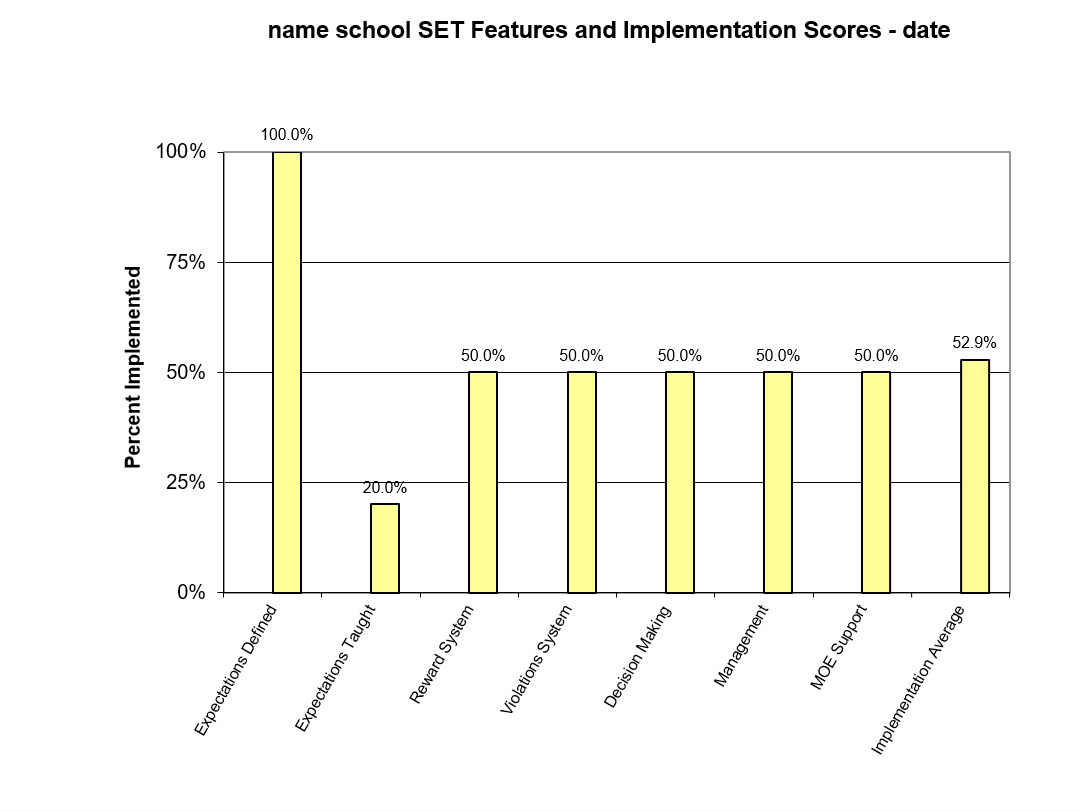 name school SET Features and Implementation Scores - date
100.0%
100%
75%
52.9%
50.0% 50.0% 50.0% 50.0% 50.0%
50%
25%
20.0%
0%
Percent Implemented
Expectations Defined
Expectations Taught
Reward System
Violations System
Decision Making
Management
MOE Support
Implementation Average